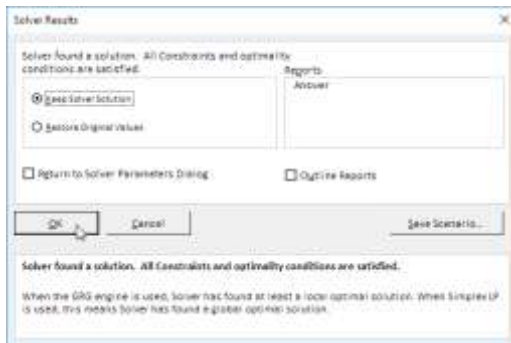 Solver Results
Solver found a solution. All Constraints and optimality
conditions are satisfied.
Reports
Answer
Keep Solver Solution
Restore Original Values
Return to Solver Parameters Dialog
Outline Reports
OK
Cancel
Save Scenario...
Solver found a solution. All Constraints and optimality conditions are satisfied.
When the GRG engine is used, Solver has found at least a local optimal solution. When Simplex LP
is used, this means Solver has found a global optimal solution.